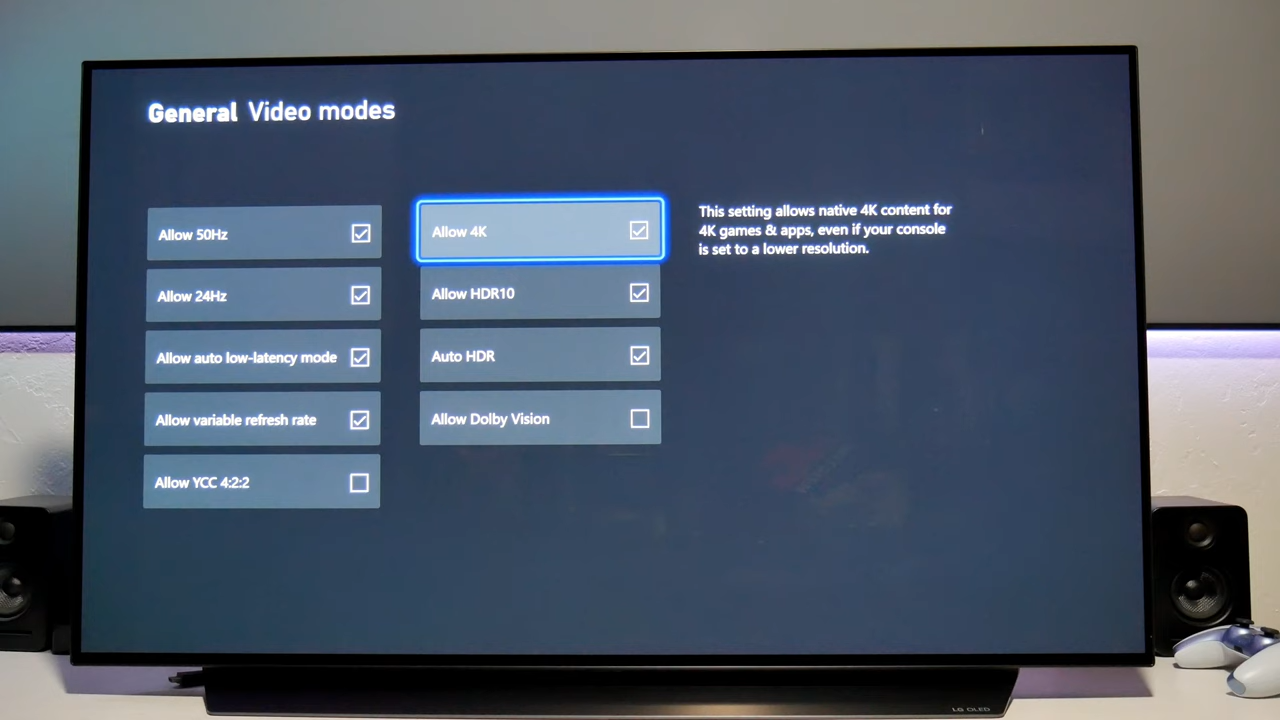 General Video modes
Allow 50Hz
Allow 24Hz
Allow auto low-latency mode
Allow variable refresh rate
Allow YCC 4:2:2
Allow 4K
Allow HDR10
Auto HDR
Allow Dolby Vision
This setting allows native 4K content for
4K games & apps, even if your console
is set to a lower resolution.
LG OLED